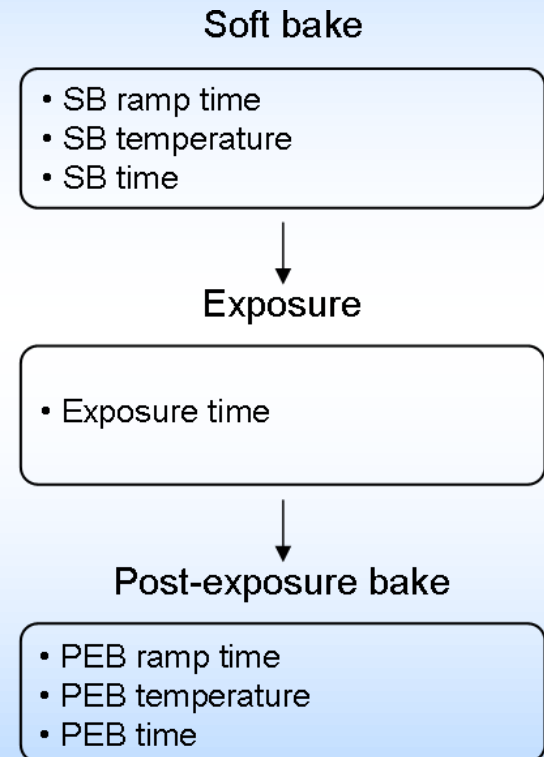 Soft bake
• SB ramp time
• SB temperature
• SB time
Exposure
• Exposure time
Post-exposure bake
• PEB ramp time
• PEB temperature
• PEB time